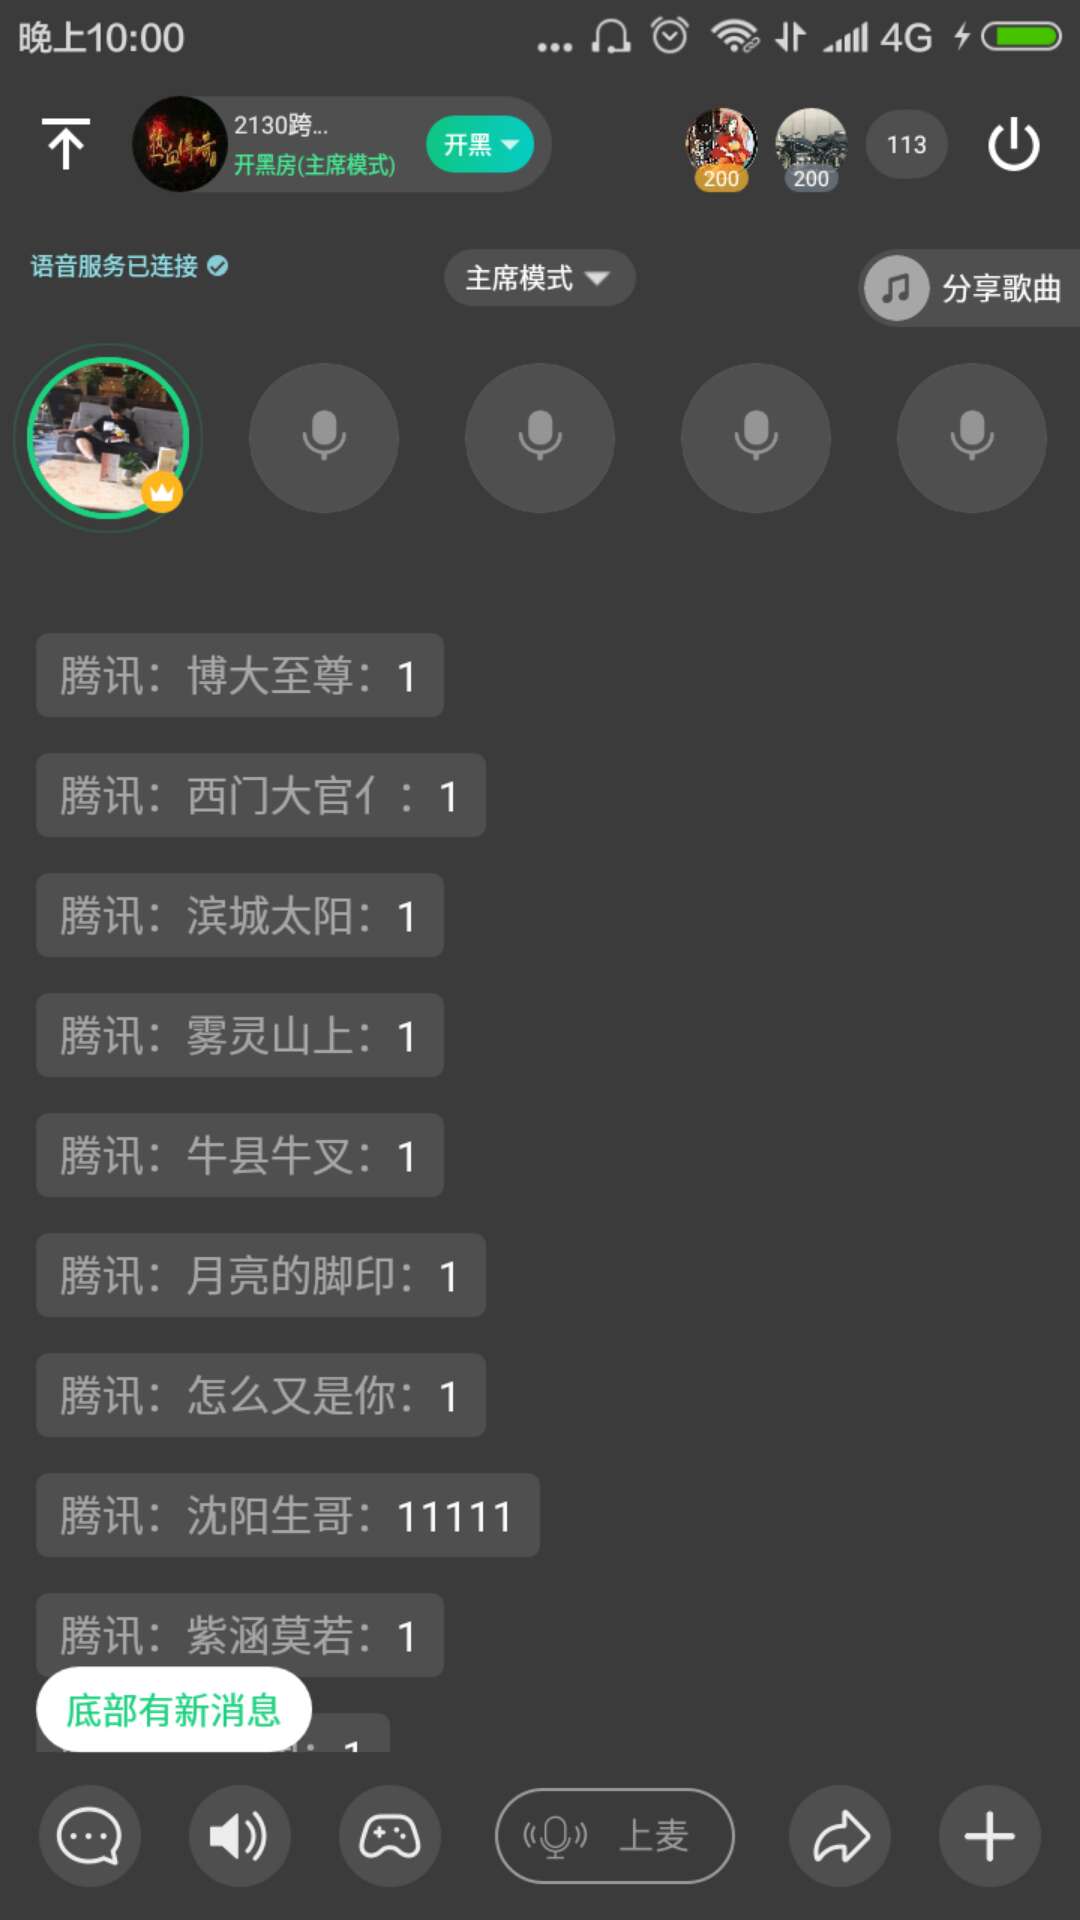 晚上10:00
4G
热血传奇
2130跨...
开黑房(主席模式)
开黑
200
200
113
语音服务已连接
主席模式
分享歌曲
腾讯：博大至尊：1
腾讯：西门大官亻：1
腾讯：滨城太阳：1
腾讯：雾灵山上：1
腾讯：牛县牛叉：1
腾讯：月亮的脚印：1
腾讯：怎么又是你：1
腾讯：沈阳生哥：11111
腾讯：紫涵莫若：1
底部有新消息
：1
上麦